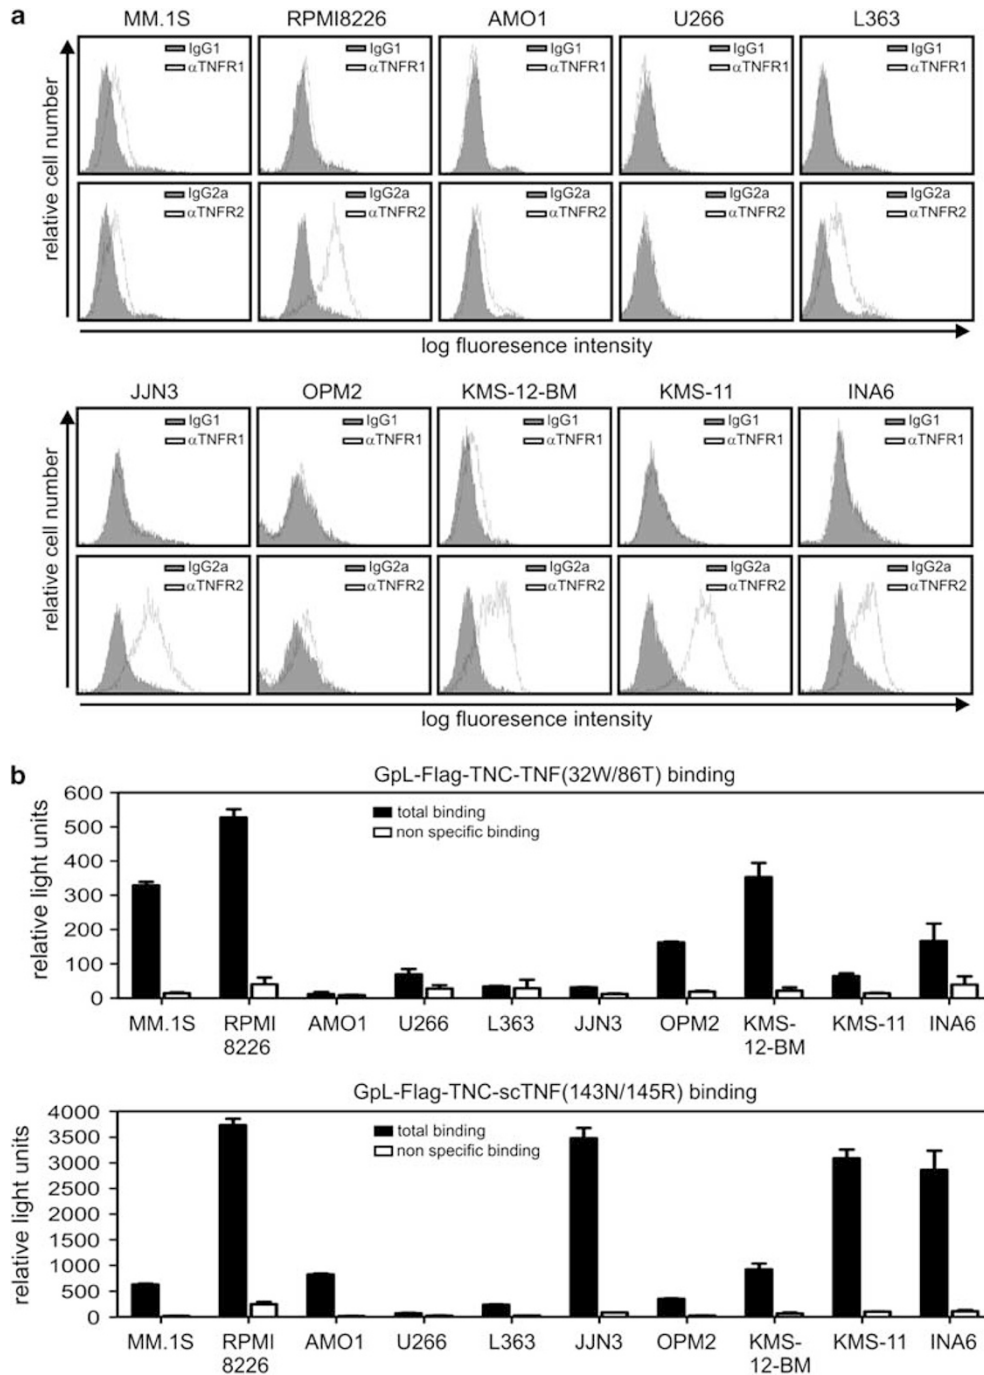 a
MM.1S RPMI8226 AMO1 U266 L363
IgG1 IgG1 IgG1 IgG1 IgG1
αTNFR1 αTNFR1 αTNFR1 αTNFR1 αTNFR1
relative cell number
IgG2a IgG2a IgG2a IgG2a IgG2a
αTNFR2 αTNFR2 αTNFR2 αTNFR2 αTNFR2
log fluoresence intensity
JJN3 OPM2 KMS-12-BM KMS-11 INA6
IgG1 IgG1 IgG1 IgG1 IgG1
αTNFR1 αTNFR1 αTNFR1 αTNFR1 αTNFR1
relative cell number
IgG2a IgG2a IgG2a IgG2a IgG2a
αTNFR2 αTNFR2 αTNFR2 αTNFR2 αTNFR2
log fluoresence intensity
b
GpL-Flag-TNC-TNF(32W/86T) binding
total binding
non specific binding
relative light units
600
500
400
300
200
100
0
MM.1S RPMI AMO1 U266 L363 JJN3 OPM2 KMS- KMS-11 INA6
8226 12-BM
GpL-Flag-TNC-scTNF(143N/145R) binding
total binding
non specific binding
relative light units
4000
3500
3000
2500
2000
1500
1000
500
0
MM.1S RPMI AMO1 U266 L363 JJN3 OPM2 KMS- KMS-11 INA6
8226 12-BM